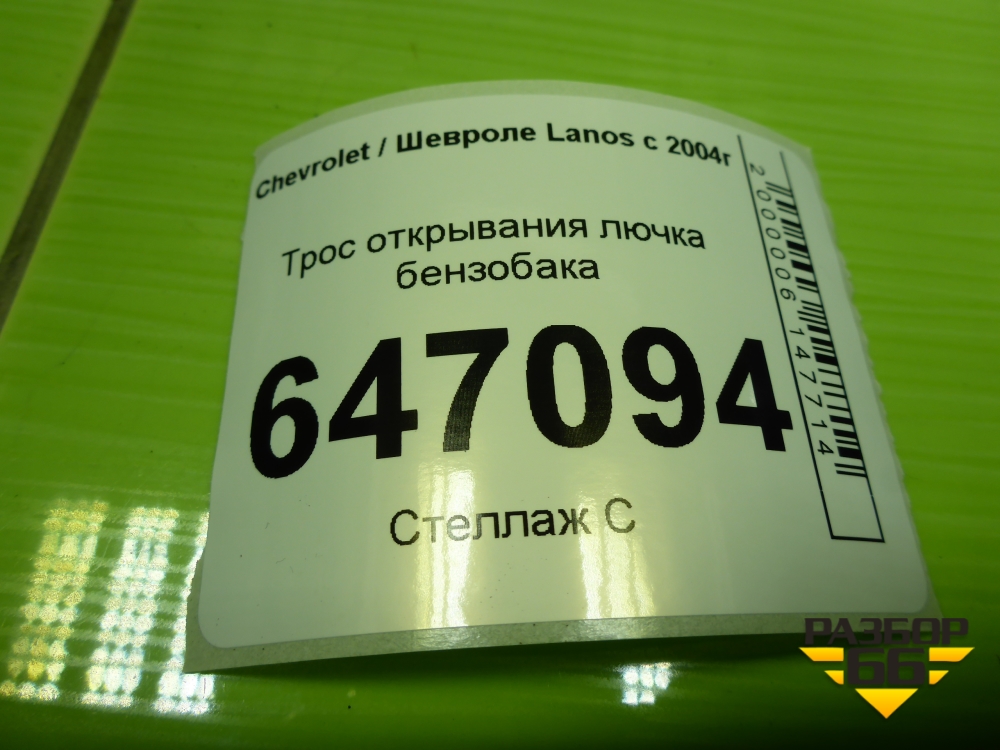 Chevrolet / Шевроле Lanos с 2004г
Трос открывания лючка
бензобака
647094
Стеллаж С
2000006147714
РАЗБОР
66